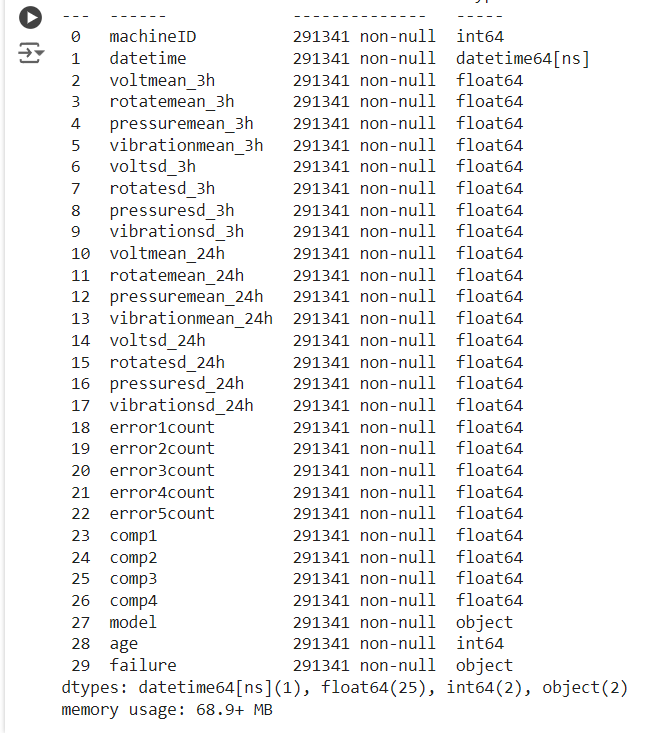 ---  ------              --------------   -----
0   machineID           291341 non-null  int64
1   datetime            291341 non-null  datetime64[ns]
2   voltmean_3h         291341 non-null  float64
3   rotatemean_3h       291341 non-null  float64
4   pressuremean_3h     291341 non-null  float64
5   vibrationmean_3h    291341 non-null  float64
6   voltsd_3h           291341 non-null  float64
7   rotatesd_3h         291341 non-null  float64
8   pressuresd_3h       291341 non-null  float64
9   vibrationsd_3h      291341 non-null  float64
10  voltmean_24h        291341 non-null  float64
11  rotatemean_24h      291341 non-null  float64
12  pressuremean_24h    291341 non-null  float64
13  vibrationmean_24h   291341 non-null  float64
14  voltsd_24h          291341 non-null  float64
15  rotatesd_24h        291341 non-null  float64
16  pressuresd_24h      291341 non-null  float64
17  vibrationsd_24h     291341 non-null  float64
18  error1count         291341 non-null  float64
19  error2count         291341 non-null  float64
20  error3count         291341 non-null  float64
21  error4count         291341 non-null  float64
22  error5count         291341 non-null  float64
23  comp1               291341 non-null  float64
24  comp2               291341 non-null  float64
25  comp3               291341 non-null  float64
26  comp4               291341 non-null  float64
27  model               291341 non-null  object
28  age                 291341 non-null  int64
29  failure             291341 non-null  object
dtypes: datetime64[ns](1), float64(25), int64(2), object(2)
memory usage: 68.9+ MB